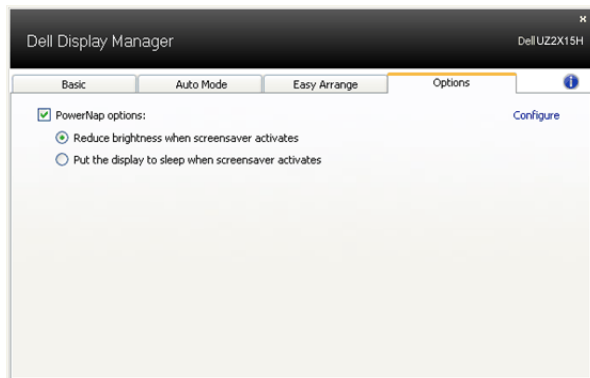 x
Dell Display Manager
Dell UZ2X15H
Basic Auto Mode Easy Arrange Options i
PowerNap options: Configure
Reduce brightness when screensaver activates
Put the display to sleep when screensaver activates